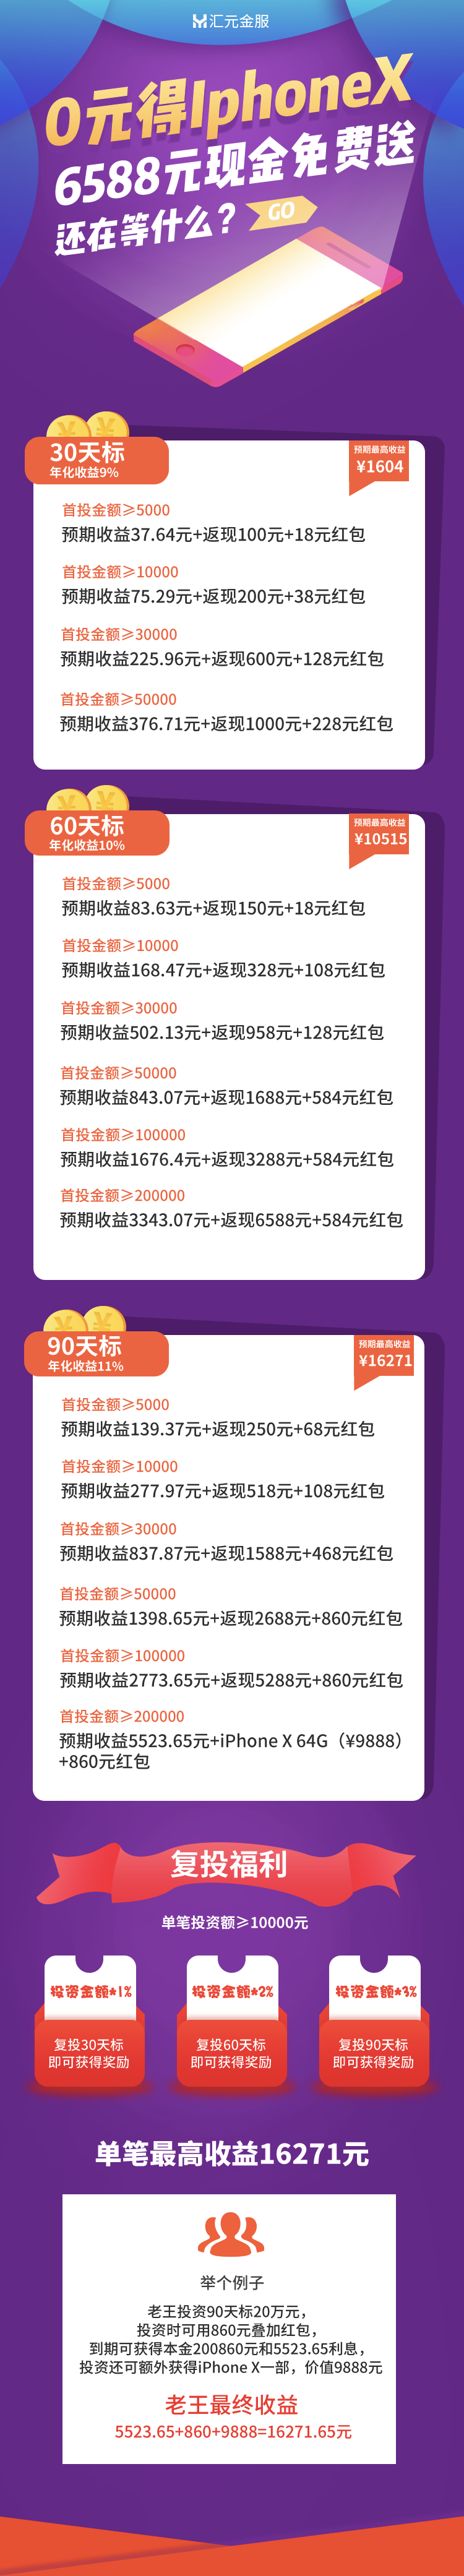 汇元金服
0元得IphoneX
6588元现金免费送
还在等什么？
GO
30天标
年化收益9%
预期最高收益
¥1604
首投金额≥5000
预期收益37.64元+返现100元+18元红包
首投金额≥10000
预期收益75.29元+返现200元+38元红包
首投金额≥30000
预期收益225.96元+返现600元+128元红包
首投金额≥50000
预期收益376.71元+返现1000元+228元红包
60天标
年化收益10%
预期最高收益
¥10515
首投金额≥5000
预期收益83.63元+返现150元+18元红包
首投金额≥10000
预期收益168.47元+返现328元+108元红包
首投金额≥30000
预期收益502.13元+返现958元+128元红包
首投金额≥50000
预期收益843.07元+返现1688元+584元红包
首投金额≥100000
预期收益1676.4元+返现3288元+584元红包
首投金额≥200000
预期收益3343.07元+返现6588元+584元红包
90天标
年化收益11%
预期最高收益
¥16271
首投金额≥5000
预期收益139.37元+返现250元+68元红包
首投金额≥10000
预期收益277.97元+返现518元+108元红包
首投金额≥30000
预期收益837.87元+返现1588元+468元红包
首投金额≥50000
预期收益1398.65元+返现2688元+860元红包
首投金额≥100000
预期收益2773.65元+返现5288元+860元红包
首投金额≥200000
预期收益5523.65元+iPhone X 64G（¥9888）
+860元红包
复投福利
单笔投资额≥10000元
投资金额*1%
复投30天标
即可获得奖励
投资金额*2%
复投60天标
即可获得奖励
投资金额*3%
复投90天标
即可获得奖励
单笔最高收益16271元
举个例子
老王投资90天标20万元，
投资时可用860元叠加红包，
到期可获得本金200860元和5523.65利息，
投资还可额外获得iPhone X一部，价值9888元
老王最终收益
5523.65+860+9888=16271.65元